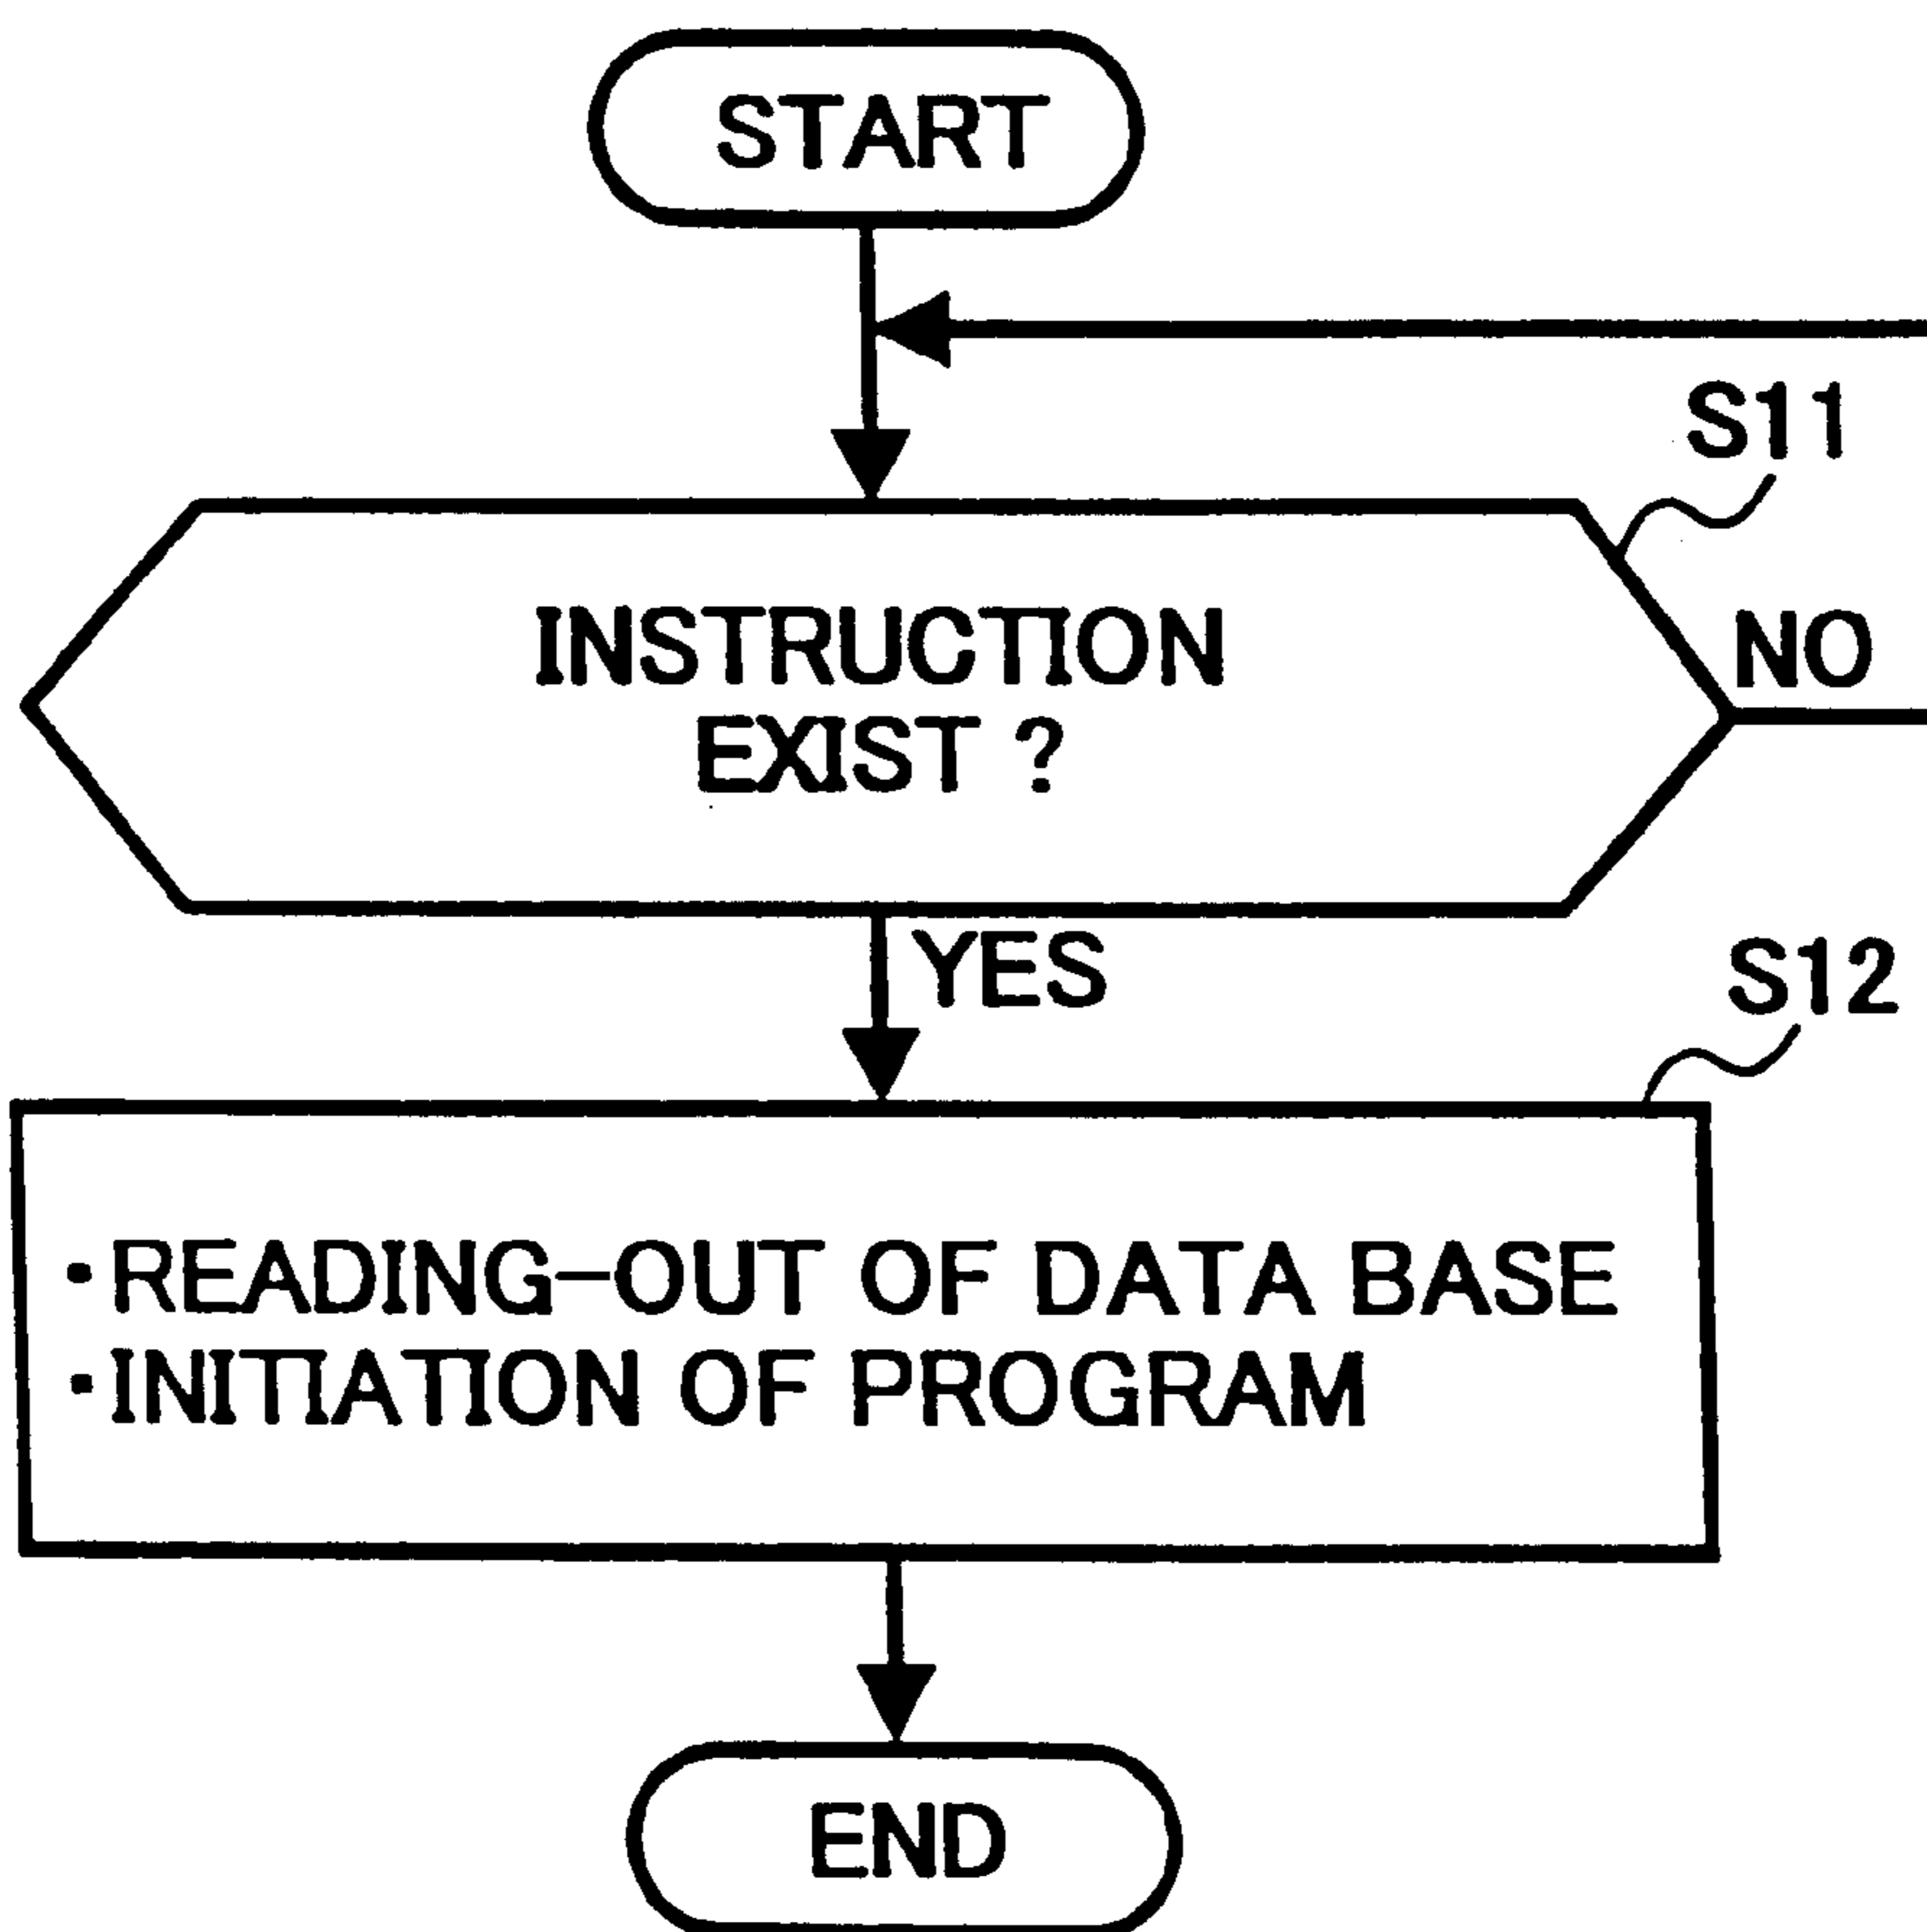 START
S11
INSTRUCTION
EXIST ?
NO
YES
S12
・READING-OUT OF DATA BASE
・INITIATION OF PROGRAM
END